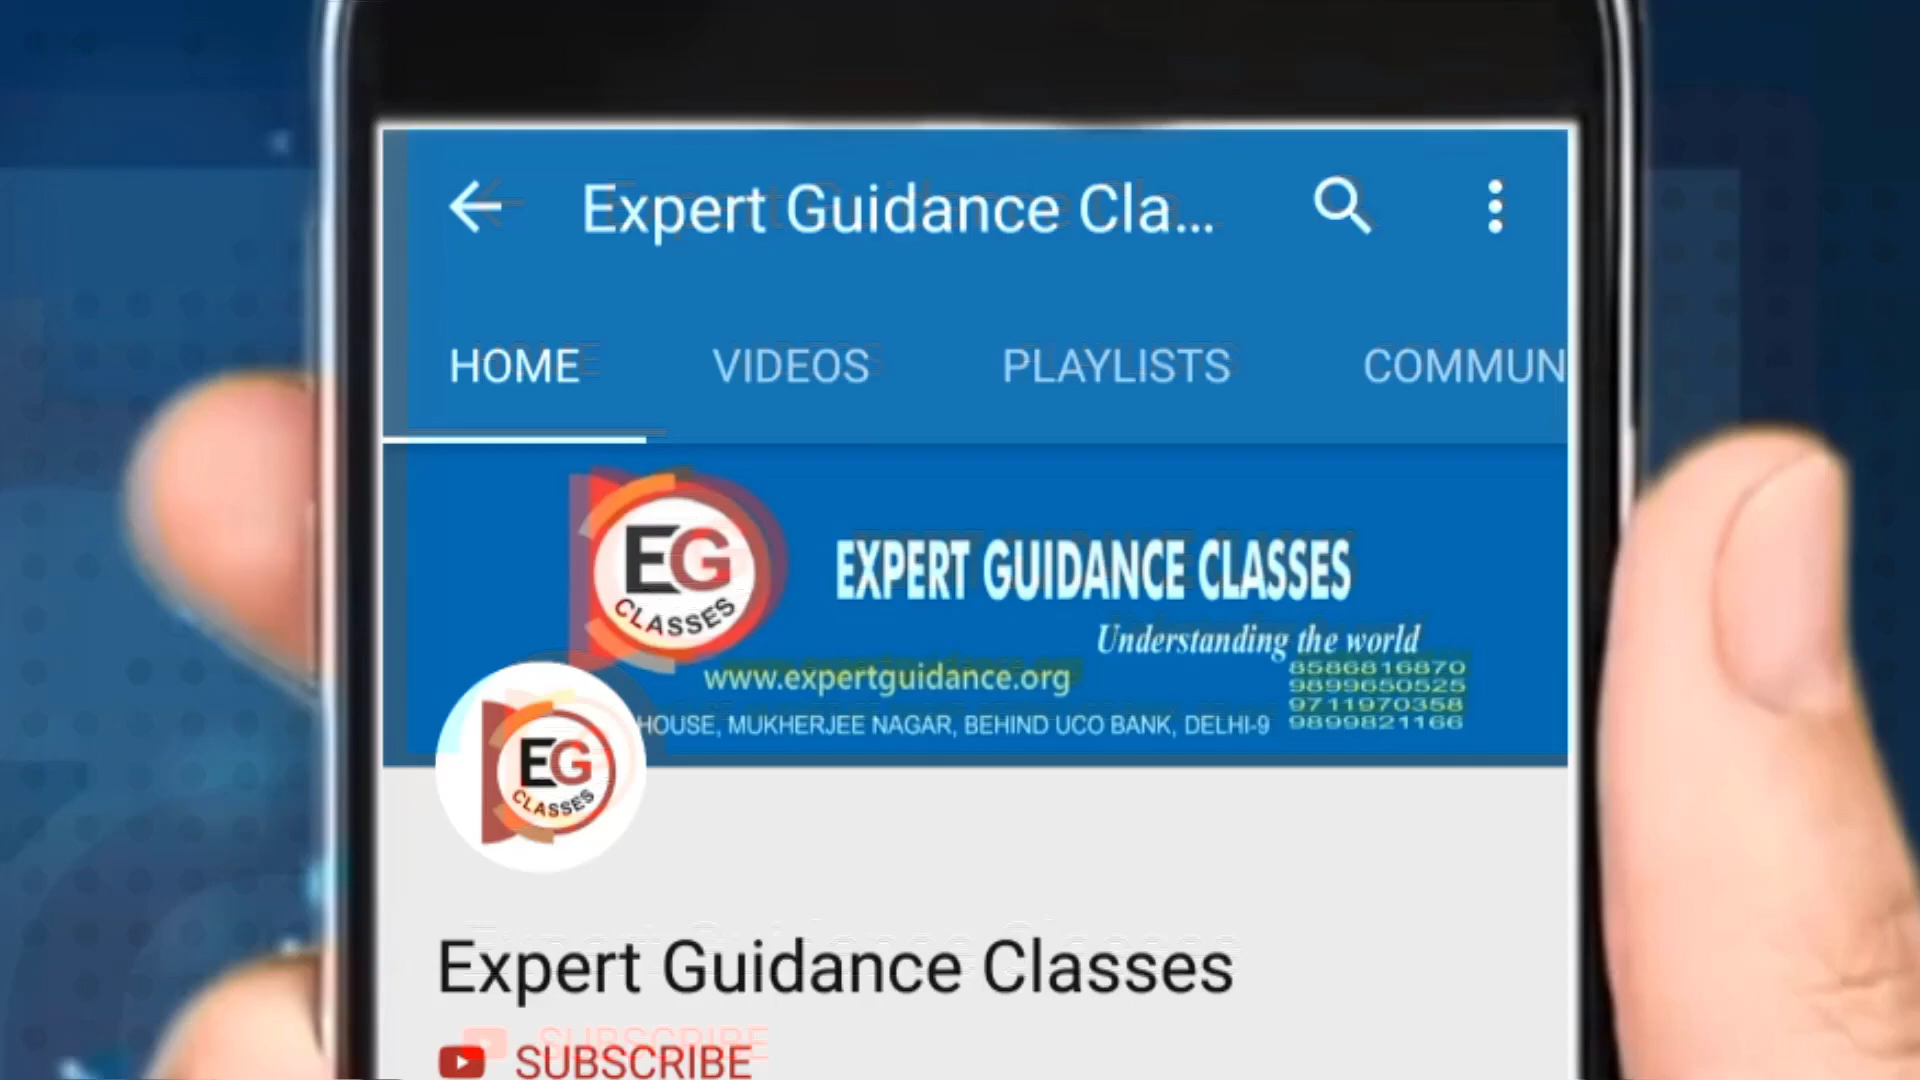 Expert Guidance Cla...
HOME VIDEOS PLAYLISTS COMMUN
EG
CLASSES
EXPERT GUIDANCE CLASSES
Understanding the world
www.expertguidance.org
8586816870
9899650525
9711970358
9899821166
HOUSE, MUKHERJEE NAGAR, BEHIND UCO BANK, DELHI-9
EG
CLASSES
Expert Guidance Classes
SUBSCRIBE